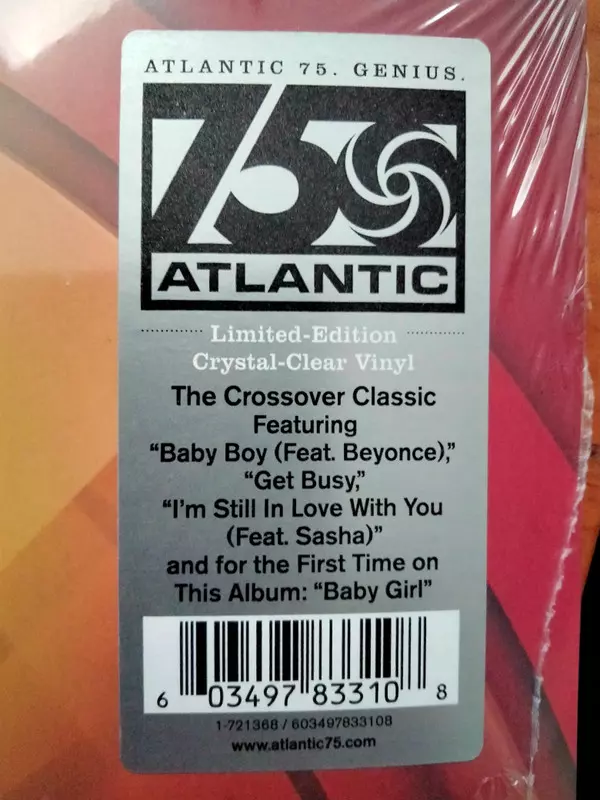 ATLANTIC 75. GENIUS.
75
ATLANTIC
Limited-Edition
Crystal-Clear Vinyl
The Crossover Classic
Featuring
“Baby Boy (Feat. Beyonce),”
“Get Busy,”
“I’m Still In Love With You
(Feat. Sasha)”
and for the First Time on
This Album: “Baby Girl”
6 03497 83310 8
1-721368 / 603497833108
www.atlantic75.com